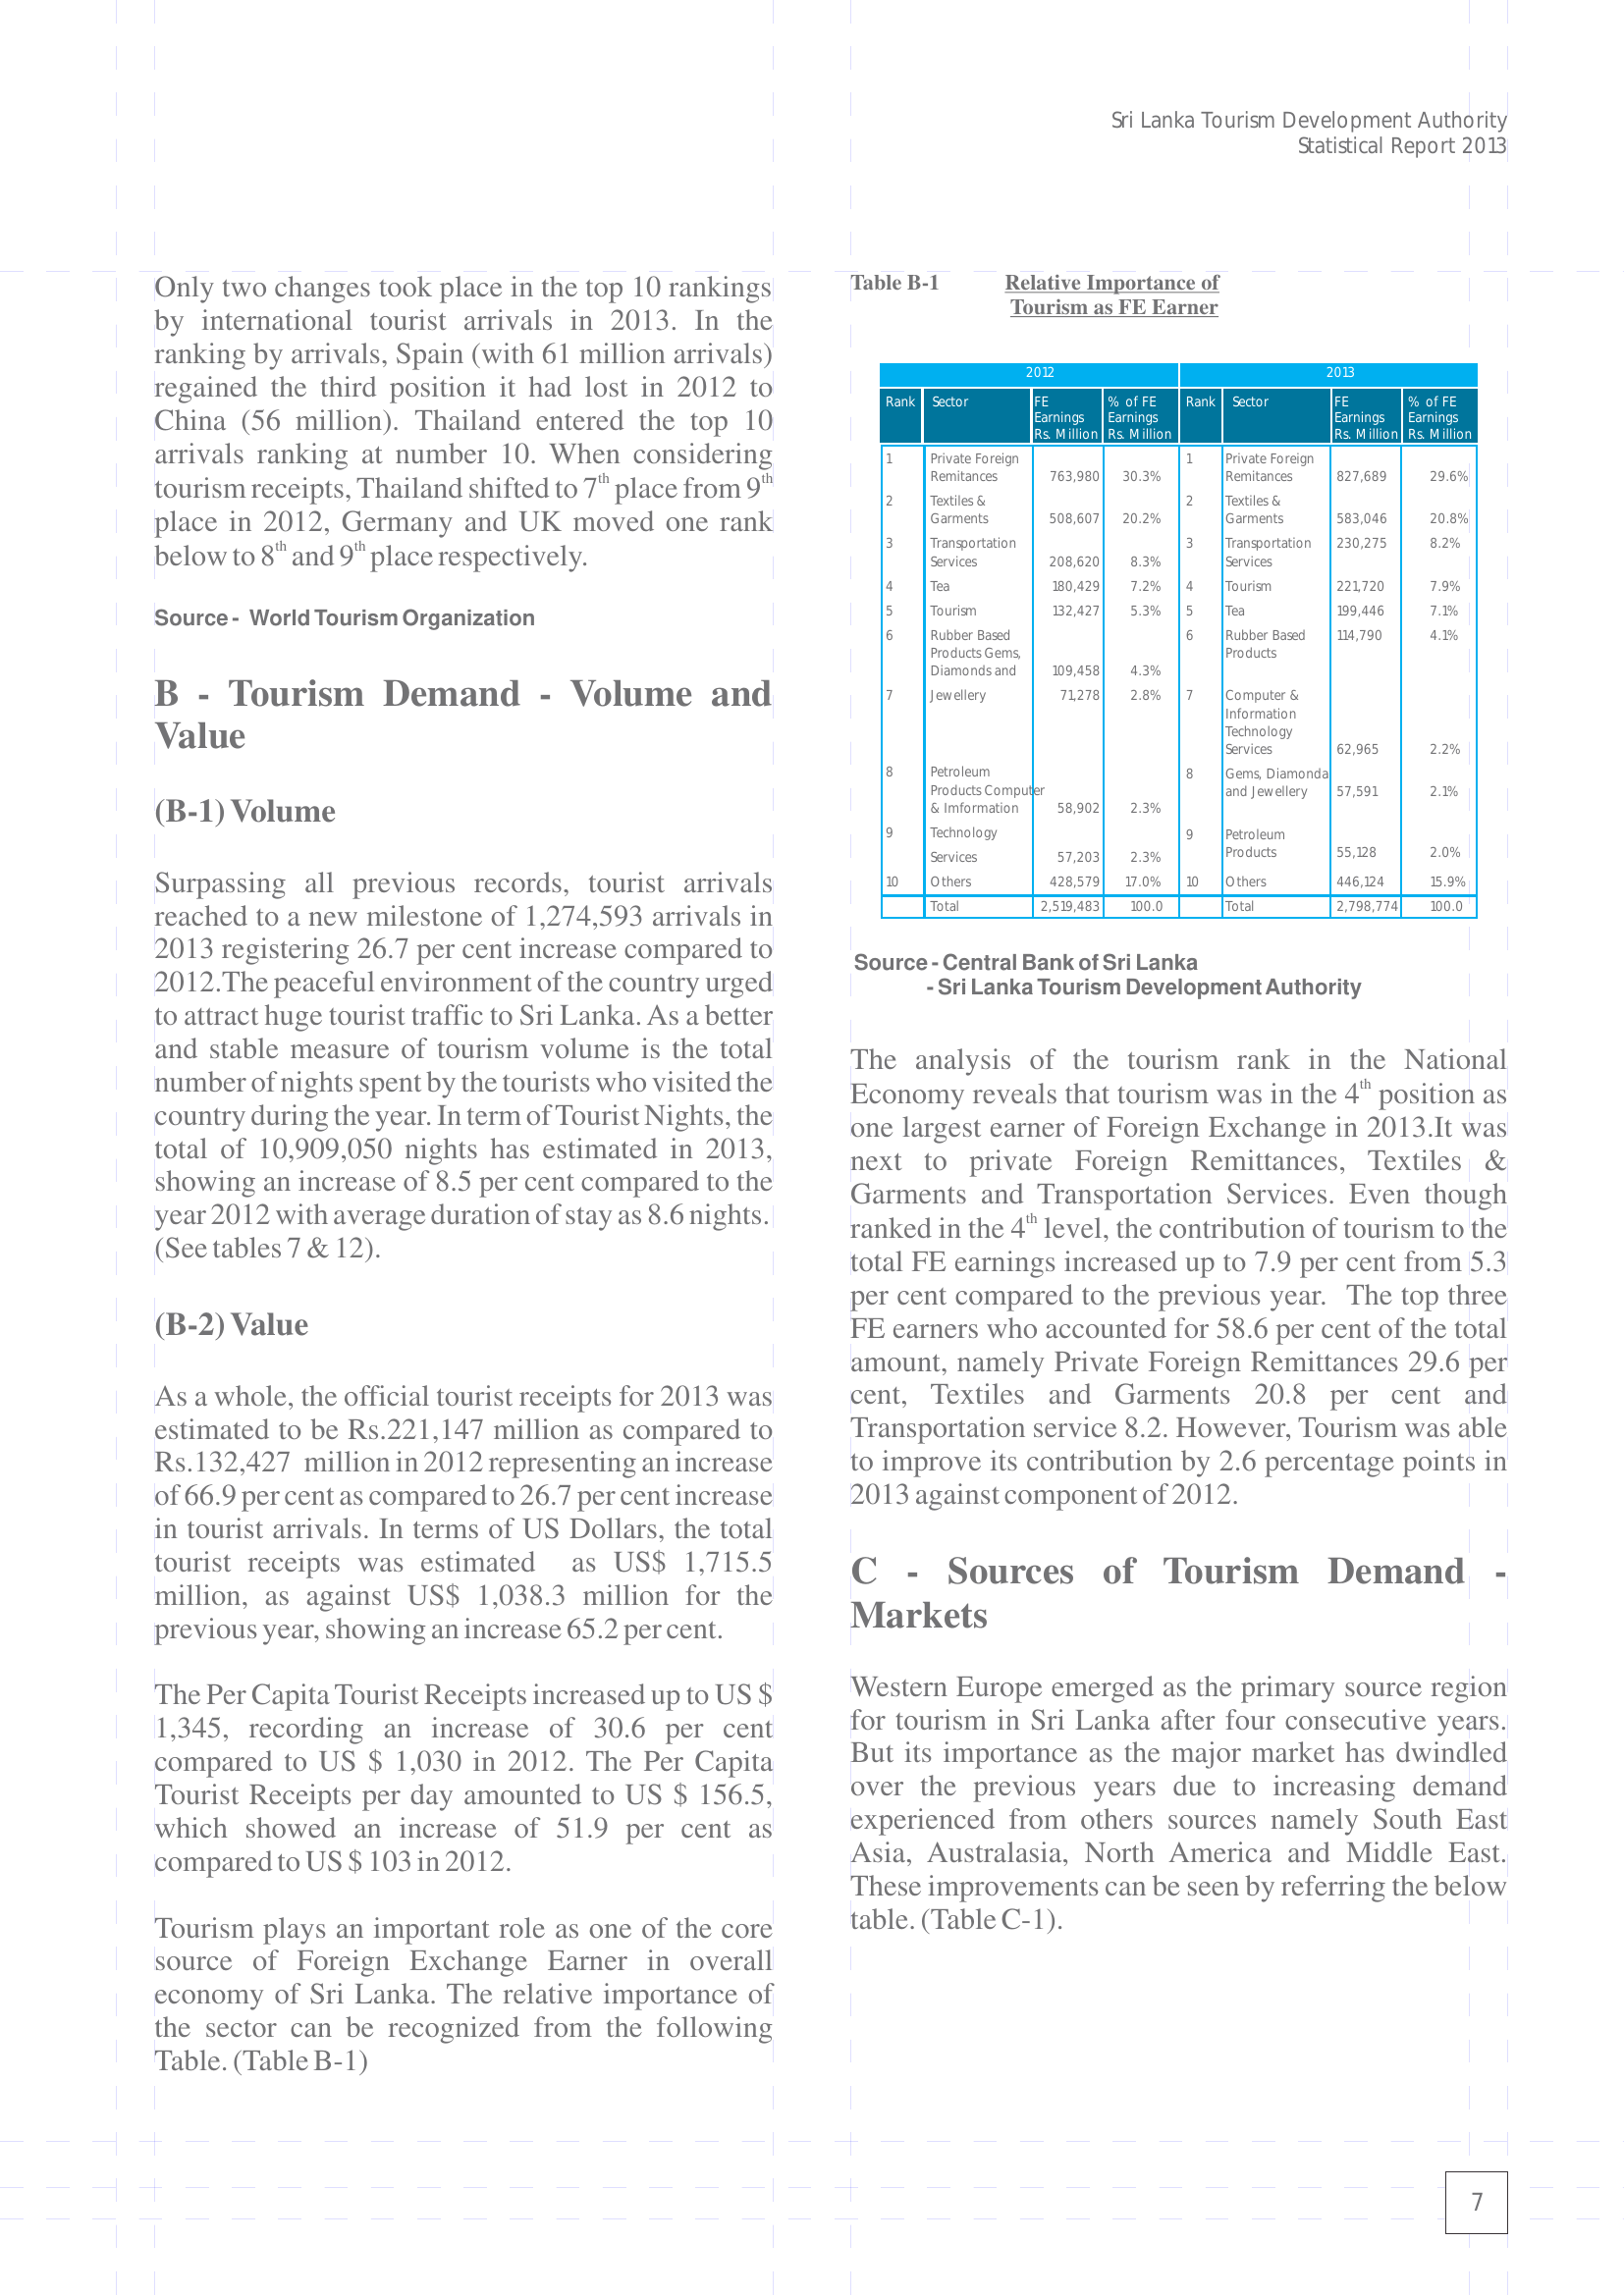 Sri Lanka Tourism Development Authority
Statistical Report 2013
Only two changes took place in the top 10 rankings
by international tourist arrivals in 2013. In the
ranking by arrivals, Spain (with 61 million arrivals)
regained the third position it had lost in 2012 to
China (56 million). Thailand entered the top 10
arrivals ranking at number 10. When considering
tourism receipts, Thailand shifted to 7th place from 9th
place in 2012, Germany and UK moved one rank
below to 8th and 9th place respectively.
Source - World Tourism Organization
B - Tourism Demand - Volume and
Value
(B-1) Volume
Surpassing all previous records, tourist arrivals
reached to a new milestone of 1,274,593 arrivals in
2013 registering 26.7 per cent increase compared to
2012.The peaceful environment of the country urged
to attract huge tourist traffic to Sri Lanka. As a better
and stable measure of tourism volume is the total
number of nights spent by the tourists who visited the
country during the year. In term of Tourist Nights, the
total of 10,909,050 nights has estimated in 2013,
showing an increase of 8.5 per cent compared to the
year 2012 with average duration of stay as 8.6 nights.
(See tables 7 & 12).
(B-2) Value
As a whole, the official tourist receipts for 2013 was
estimated to be Rs.221,147 million as compared to
Rs.132,427 million in 2012 representing an increase
of 66.9 per cent as compared to 26.7 per cent increase
in tourist arrivals. In terms of US Dollars, the total
tourist receipts was estimated as US$ 1,715.5
million, as against US$ 1,038.3 million for the
previous year, showing an increase 65.2 per cent.
The Per Capita Tourist Receipts increased up to US $
1,345, recording an increase of 30.6 per cent
compared to US $ 1,030 in 2012. The Per Capita
Tourist Receipts per day amounted to US $ 156.5,
which showed an increase of 51.9 per cent as
compared to US $ 103 in 2012.
Tourism plays an important role as one of the core
source of Foreign Exchange Earner in overall
economy of Sri Lanka. The relative importance of
the sector can be recognized from the following
Table. (Table B-1)
Table B-1 Relative Importance of
Tourism as FE Earner
2012 2013
Rank Sector FE % of FE Rank Sector FE % of FE
Earnings Earnings Earnings Earnings
Rs. Million Rs. Million Rs. Million Rs. Million
1 Private Foreign 1 Private Foreign
Remitances 763,980 30.3% Remitances 827,689 29.6%
2 Textiles & 2 Textiles &
Garments 508,607 20.2% Garments 583,046 20.8%
3 Transportation 3 Transportation 230,275 8.2%
Services 208,620 8.3% Services
4 Tea 180,429 7.2% 4 Tourism 221,720 7.9%
5 Tourism 132,427 5.3% 5 Tea 199,446 7.1%
6 Rubber Based 6 Rubber Based 114,790 4.1%
Products Gems, Products
Diamonds and 109,458 4.3%
7 Jewellery 71,278 2.8% 7 Computer &
Information
Technology
Services 62,965 2.2%
8 Petroleum 8 Gems, Diamonda
Products Computer and Jewellery 57,591 2.1%
& Imformation 58,902 2.3%
9 Technology 9 Petroleum
Services 57,203 2.3% Products 55,128 2.0%
10 Others 428,579 17.0% 10 Others 446,124 15.9%
Total 2,519,483 100.0 Total 2,798,774 100.0
Source - Central Bank of Sri Lanka
- Sri Lanka Tourism Development Authority
The analysis of the tourism rank in the National
Economy reveals that tourism was in the 4th position as
one largest earner of Foreign Exchange in 2013.It was
next to private Foreign Remittances, Textiles &
Garments and Transportation Services. Even though
ranked in the 4th level, the contribution of tourism to the
total FE earnings increased up to 7.9 per cent from 5.3
per cent compared to the previous year. The top three
FE earners who accounted for 58.6 per cent of the total
amount, namely Private Foreign Remittances 29.6 per
cent, Textiles and Garments 20.8 per cent and
Transportation service 8.2. However, Tourism was able
to improve its contribution by 2.6 percentage points in
2013 against component of 2012.
C - Sources of Tourism Demand -
Markets
Western Europe emerged as the primary source region
for tourism in Sri Lanka after four consecutive years.
But its importance as the major market has dwindled
over the previous years due to increasing demand
experienced from others sources namely South East
Asia, Australasia, North America and Middle East.
These improvements can be seen by referring the below
table. (Table C-1).
7